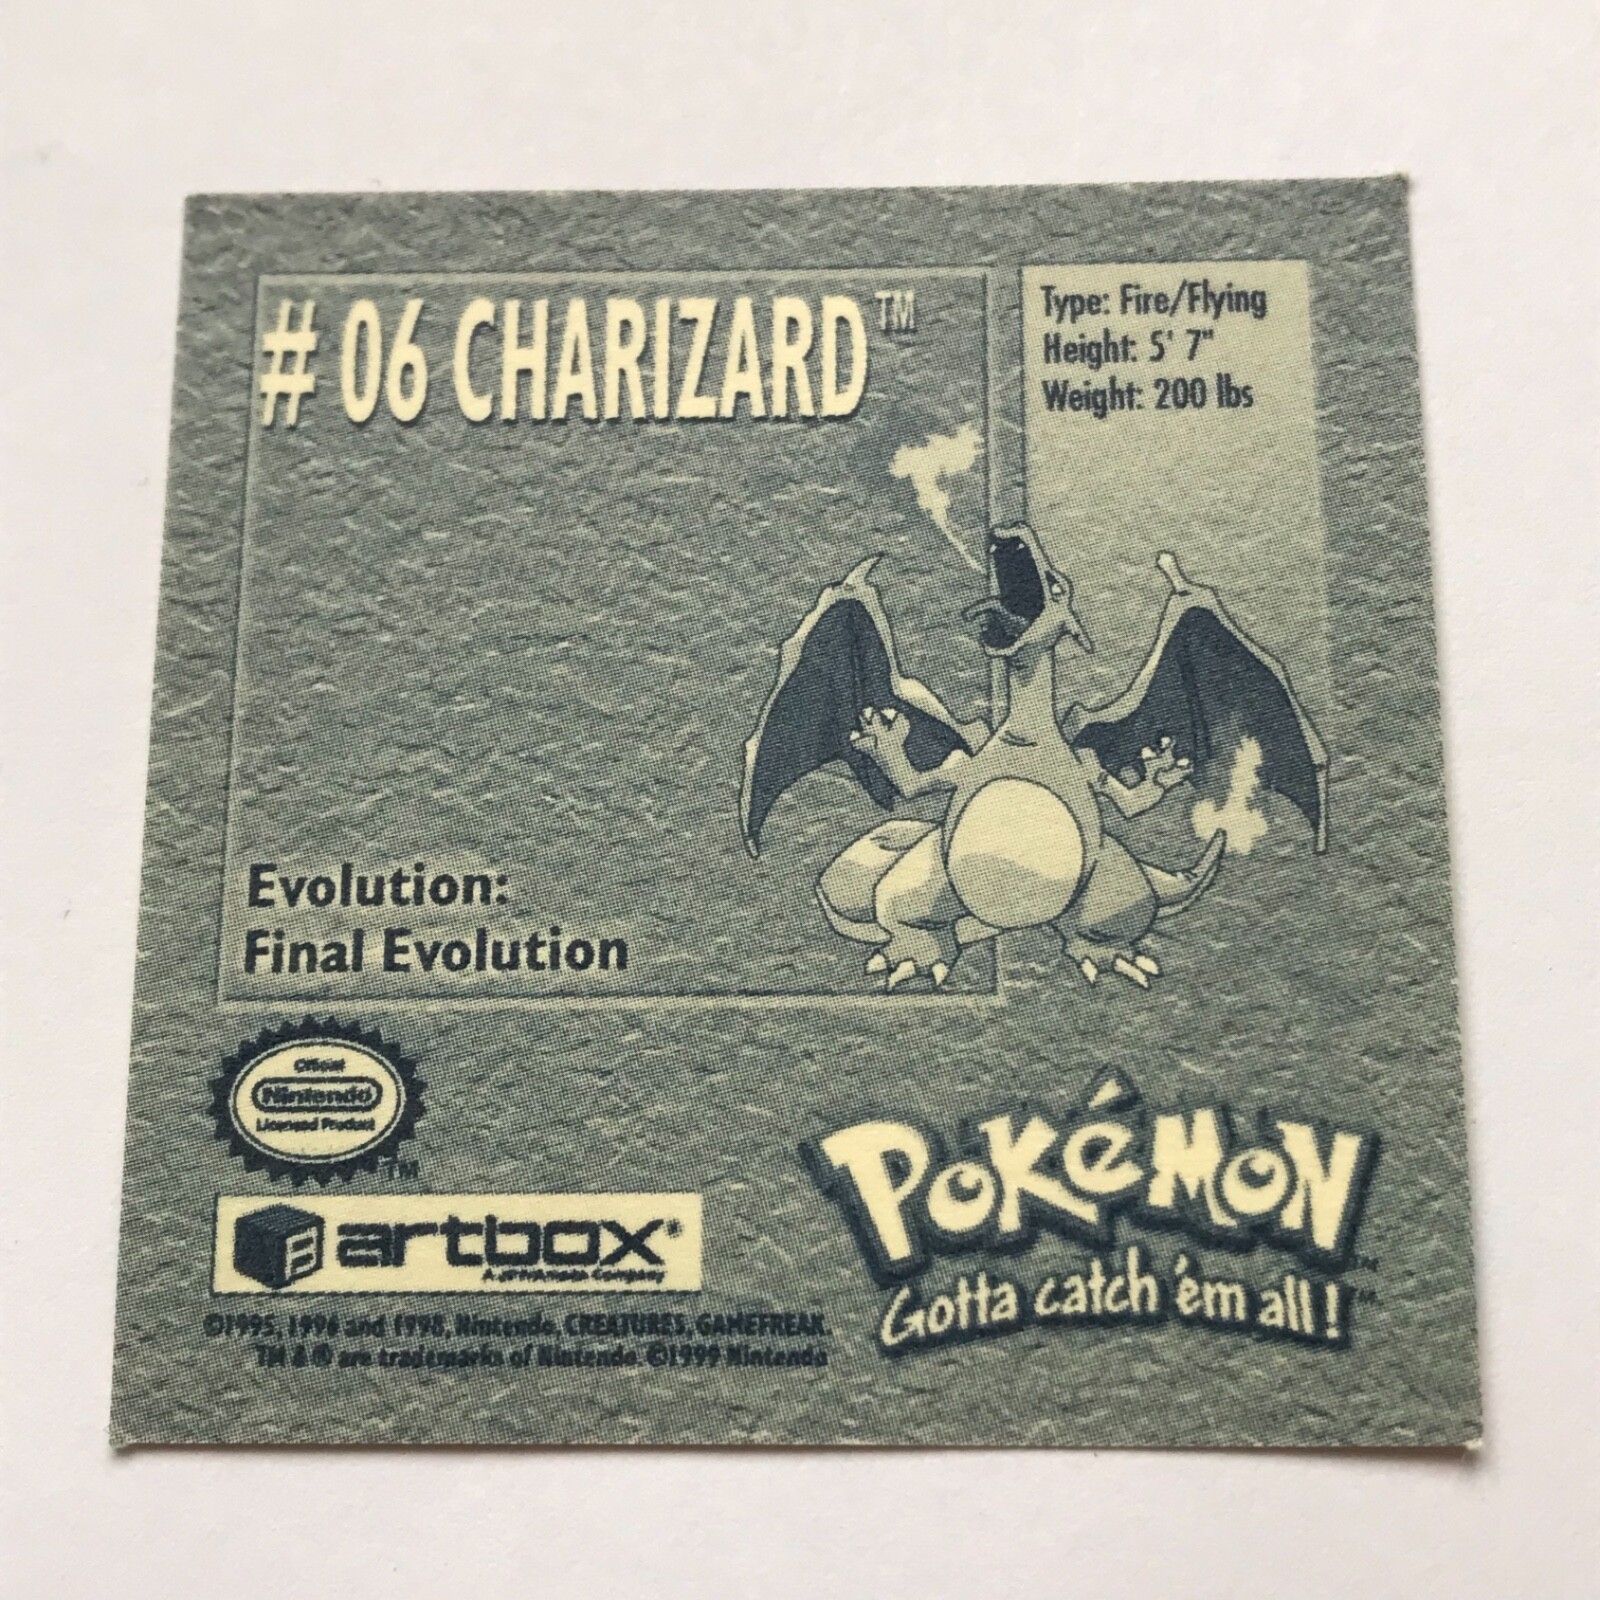 # 06 CHARIZARD™
Type: Fire/Flying
Height: 5' 7"
Weight: 200 lbs
Evolution:
Final Evolution
Official
Nintendo
Licensed Product
TM
artbox
Company
POKéMON™
Gotta catch 'em all!™
©1995, 1996 and 1998, Nintendo, CREATURES, GAMEFREAK.
TM & ® are trademarks of Nintendo. ©1999 Nintendo